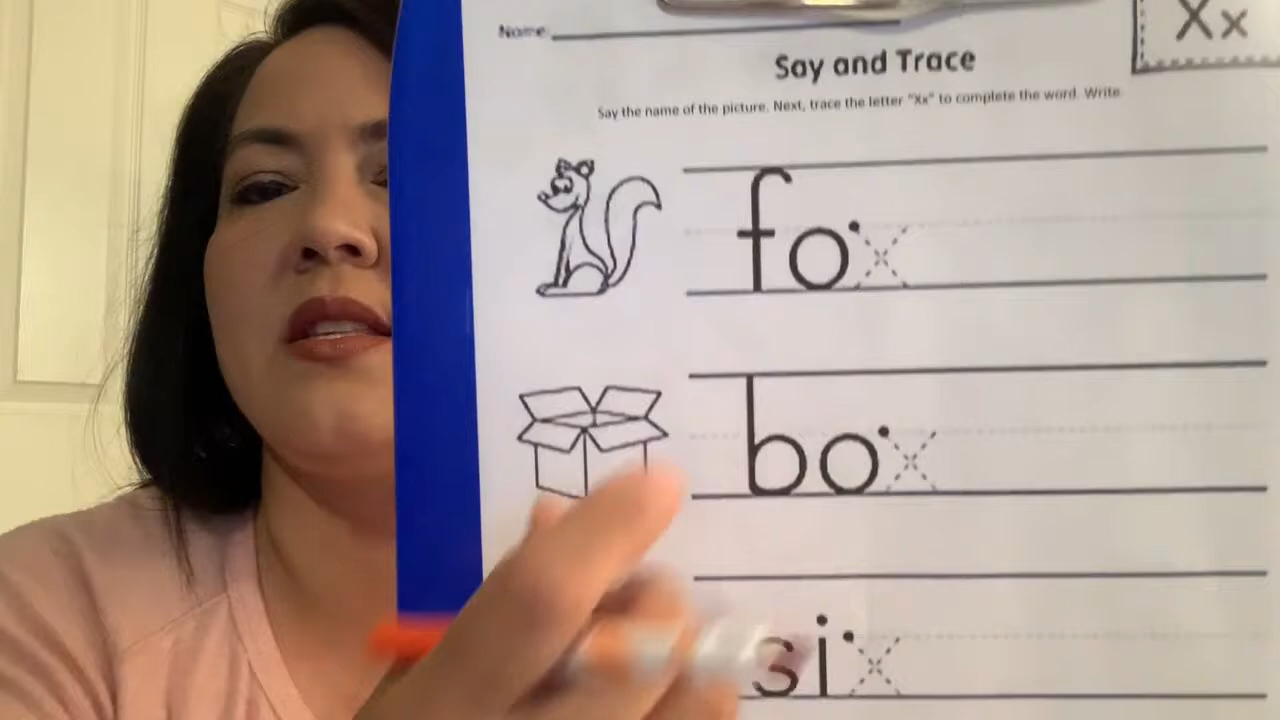 Name:
Xx
Say and Trace
Say the name of the picture. Next, trace the letter "Xx" to complete the word. Write
fox
box
six